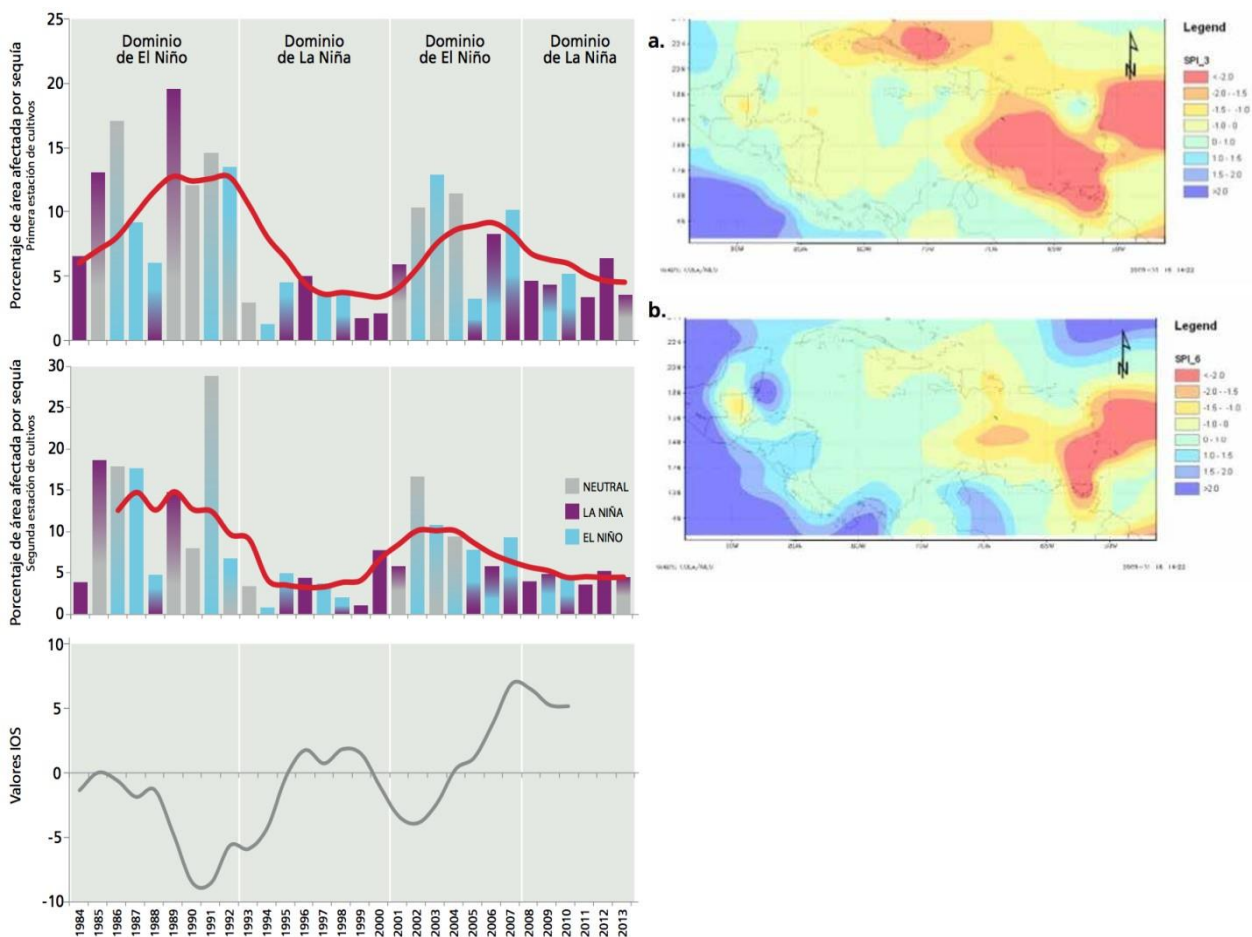 Porcentaje de área afectada por sequía
Primera estación de cultivos
25
20
15
10
5
0
Dominio
de El Niño
Dominio
de La Niña
Dominio
de El Niño
Dominio
de La Niña
Porcentaje de área afectada por sequía
Segunda estación de cultivos
30
25
20
15
10
5
0
NEUTRAL
LA NIÑA
EL NIÑO
Valores IOS
10
5
0
-5
-10
1984
1985
1986
1987
1988
1989
1990
1991
1992
1993
1994
1995
1996
1997
1998
1999
2000
2001
2002
2003
2004
2005
2006
2007
2008
2009
2010
2011
2012
2013
a.
N
Legend
SPI_3
<-2.0
-2.0 - -1.5
-1.5 - -1.0
-1.0 - 0
0 - 1.0
1.0 - 1.5
1.5 - 2.0
>2.0
b.
N
Legend
SPI_6
<-2.0
-2.0 - -1.5
-1.5 - -1.0
-1.0 - 0
0 - 1.0
1.0 - 1.5
1.5 - 2.0
>2.0